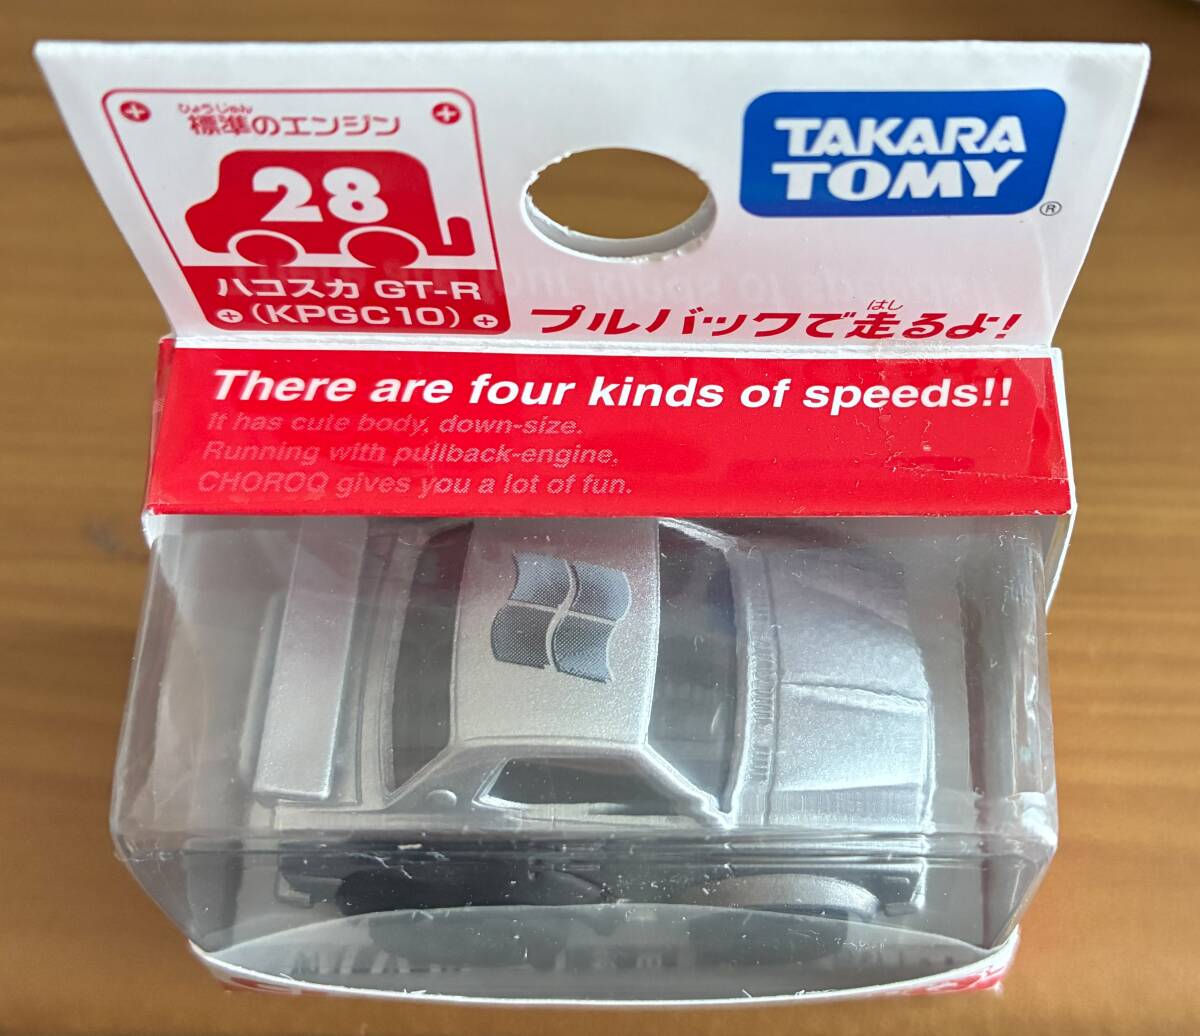 ひょうじゅん
標準のエンジン
28
ハコスカ GT-R
(KPGC10)
TAKARA
TOMY
®
はし
プルバックで走るよ!
There are four kinds of speeds!!
It has cute body, down-size.
Running with pullback-engine,
CHOROQ gives you a lot of fun.